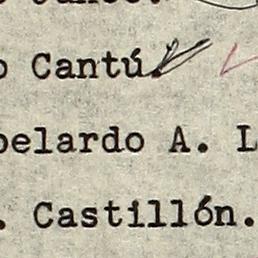 o Cantú.
belardo A. L
. Castillón.